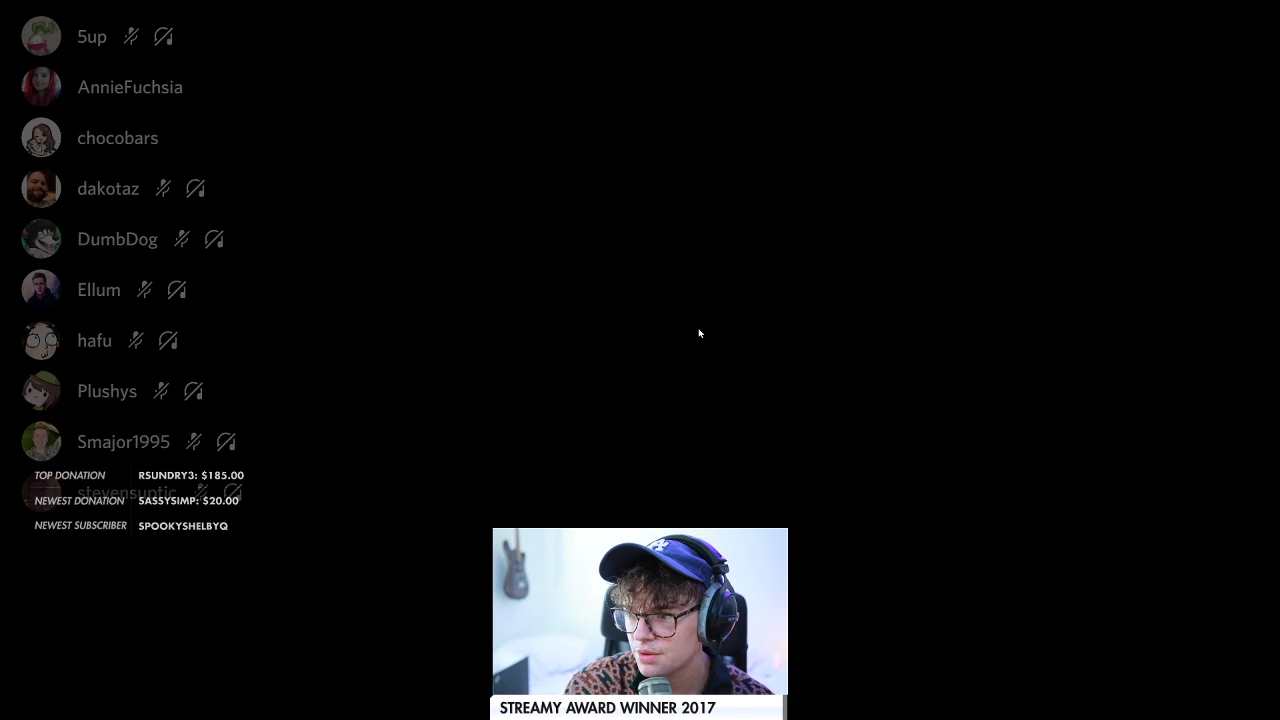 5up
AnnieFuchsia
chocobars
dakotaz
DumbDog
Ellum
hafu
Plushys
Smajor1995
TOP DONATION RSUNDRY3: $185.00
stevensuptic
NEWEST DONATION SASSYSIMP: $20.00
NEWEST SUBSCRIBER SPOOKYSHELBYQ
STREAMY AWARD WINNER 2017